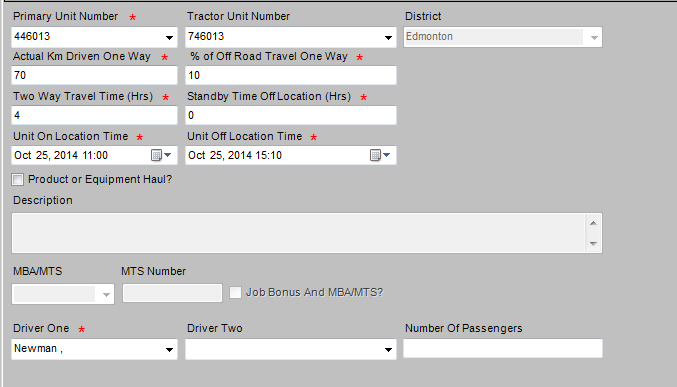 Primary Unit Number * Tractor Unit Number District
446013 746013 Edmonton
Actual Km Driven One Way * % of Off Road Travel One Way *
70 10
Two Way Travel Time (Hrs) * Standby Time Off Location (Hrs) *
4 0
Unit On Location Time * Unit Off Location Time *
Oct 25, 2014 11:00 Oct 25, 2014 15:10
Product or Equipment Haul?
Description
MBA/MTS MTS Number
Job Bonus And MBA/MTS?
Driver One * Driver Two Number Of Passengers
Newman ,